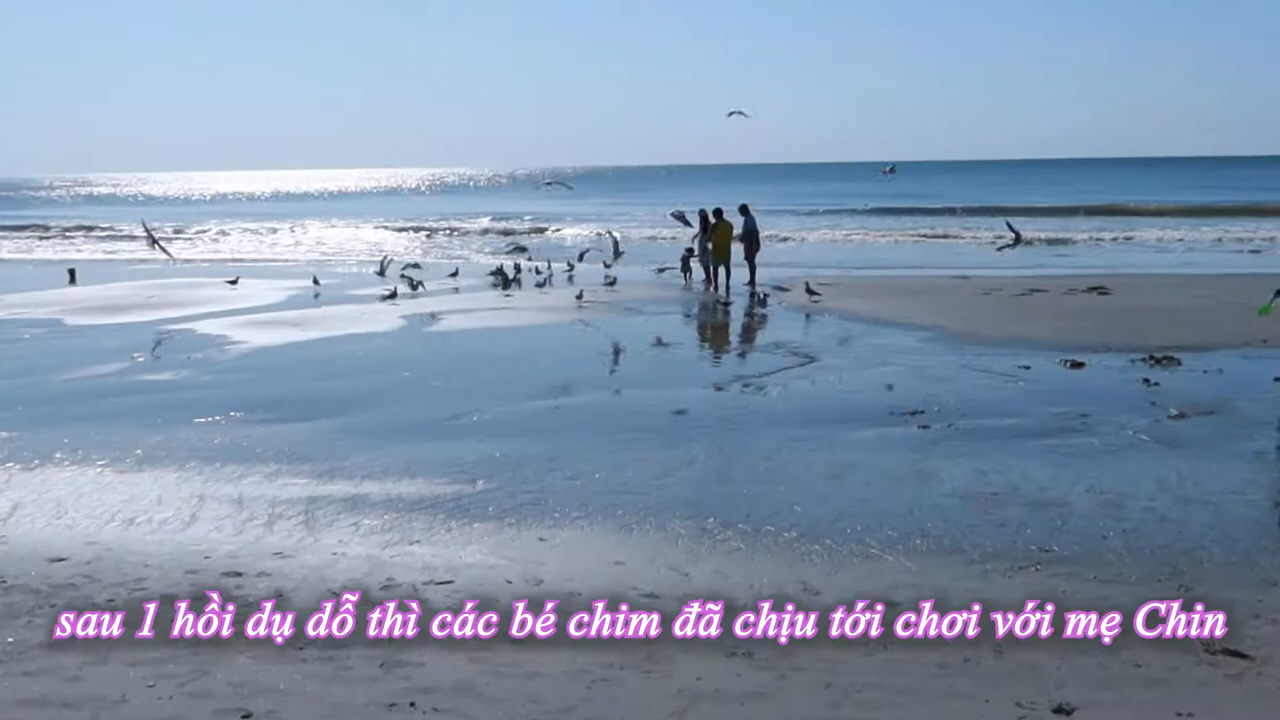 sau 1 hồi dụ dỗ thì các bé chim đã chịu tới chơi với mẹ Chin